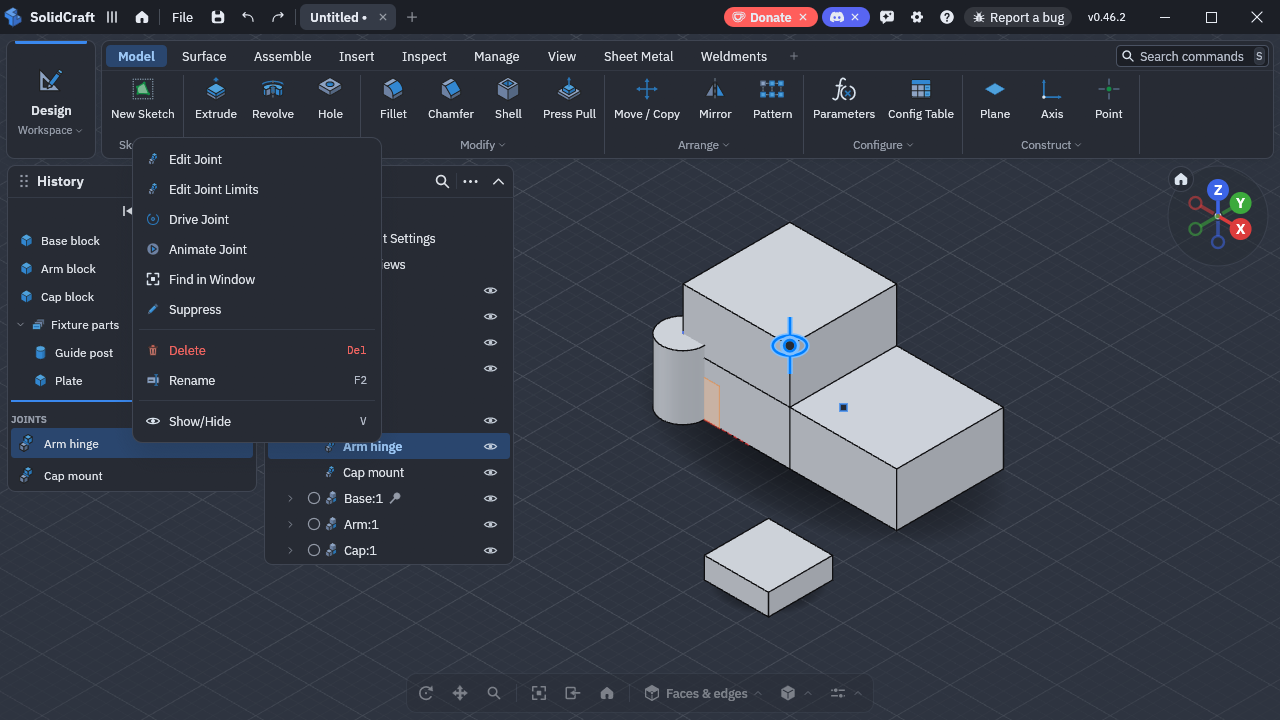 SolidCraft
File
Untitled •
Donate
Report a bug
v0.46.2
Design
Workspace
Model
Surface
Assemble
Insert
Inspect
Manage
View
Sheet Metal
Weldments
Search commands
S
New Sketch
Extrude
Revolve
Hole
Fillet
Chamfer
Shell
Press Pull
Move / Copy
Mirror
Pattern
Parameters
Config Table
Plane
Axis
Point
Sk
Modify
Arrange
Configure
Construct
History
Base block
Arm block
Cap block
Fixture parts
Guide post
Plate
JOINTS
Arm hinge
Cap mount
Edit Joint
Edit Joint Limits
Drive Joint
Animate Joint
Find in Window
Suppress
Delete Del
Rename F2
Show/Hide V
t Settings
iews
Arm hinge
Cap mount
Base:1
Arm:1
Cap:1
Z
Y
X
Faces & edges